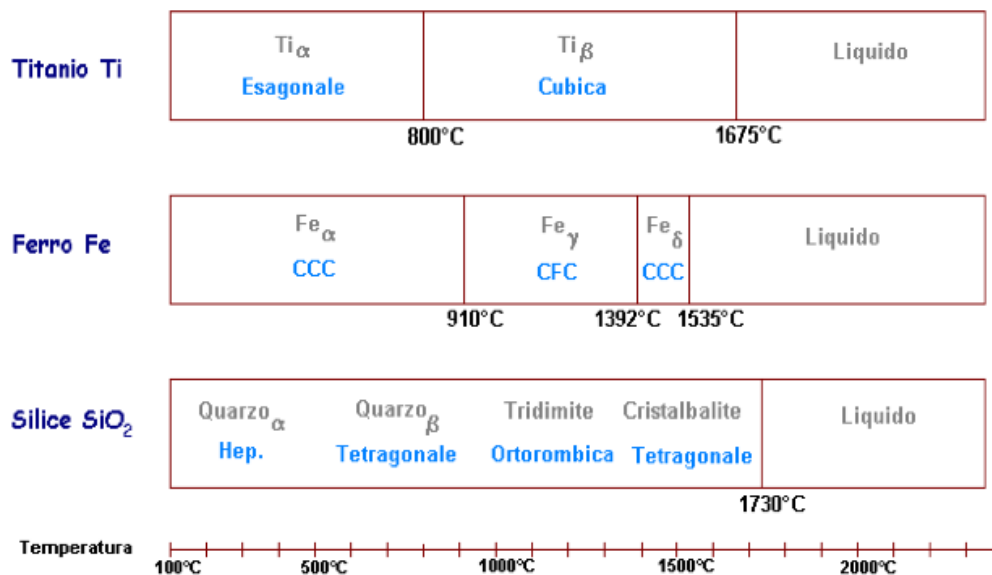 Titanio Ti
Tiα
Esagonale
Tiβ
Cubica
Liquido
800°C
1675°C
Ferro Fe
Feα
CCC
Feγ
CFC
Feδ
CCC
Liquido
910°C
1392°C
1535°C
Silice SiO₂
Quarzoα
Hep.
Quarzoβ
Tetragonale
Tridimite
Ortorombica
Cristalbalite
Tetragonale
Liquido
1730°C
Temperatura
100°C 500°C 1000°C 1500°C 2000°C